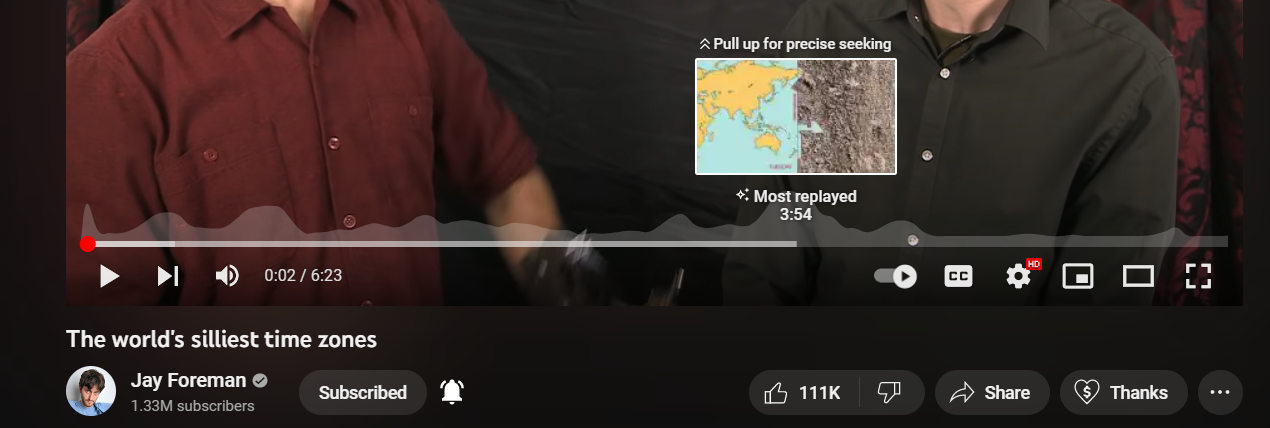 Pull up for precise seeking
Most replayed
3:54
0:02 / 6:23
CC
HD
The world's silliest time zones
Jay Foreman
1.33M subscribers
Subscribed
111K
Share
$
Thanks